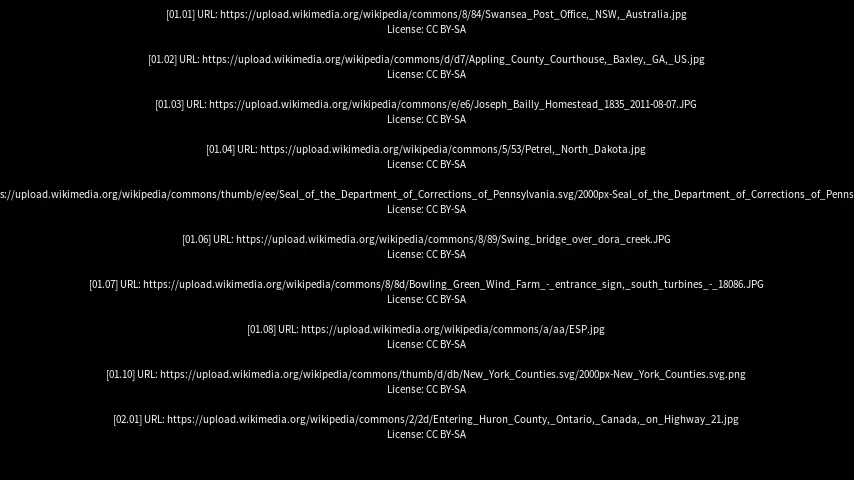 [01.01] URL: https://upload.wikimedia.org/wikipedia/commons/8/84/Swansea_Post_Office,_NSW,_Australia.jpg
License: CC BY-SA
[01.02] URL: https://upload.wikimedia.org/wikipedia/commons/d/d7/Appling_County_Courthouse,_Baxley,_GA,_US.jpg
License: CC BY-SA
[01.03] URL: https://upload.wikimedia.org/wikipedia/commons/e/e6/Joseph_Bailly_Homestead_1835_2011-08-07.JPG
License: CC BY-SA
[01.04] URL: https://upload.wikimedia.org/wikipedia/commons/5/53/Petrel,_North_Dakota.jpg
License: CC BY-SA
s://upload.wikimedia.org/wikipedia/commons/thumb/e/ee/Seal_of_the_Department_of_Corrections_of_Pennsylvania.svg/2000px-Seal_of_the_Department_of_Corrections_of_Penns
License: CC BY-SA
[01.06] URL: https://upload.wikimedia.org/wikipedia/commons/8/89/Swing_bridge_over_dora_creek.JPG
License: CC BY-SA
[01.07] URL: https://upload.wikimedia.org/wikipedia/commons/8/8d/Bowling_Green_Wind_Farm_-_entrance_sign,_south_turbines_-_18086.JPG
License: CC BY-SA
[01.08] URL: https://upload.wikimedia.org/wikipedia/commons/a/aa/ESP.jpg
License: CC BY-SA
[01.10] URL: https://upload.wikimedia.org/wikipedia/commons/thumb/d/db/New_York_Counties.svg/2000px-New_York_Counties.svg.png
License: CC BY-SA
[02.01] URL: https://upload.wikimedia.org/wikipedia/commons/2/2d/Entering_Huron_County,_Ontario,_Canada,_on_Highway_21.jpg
License: CC BY-SA